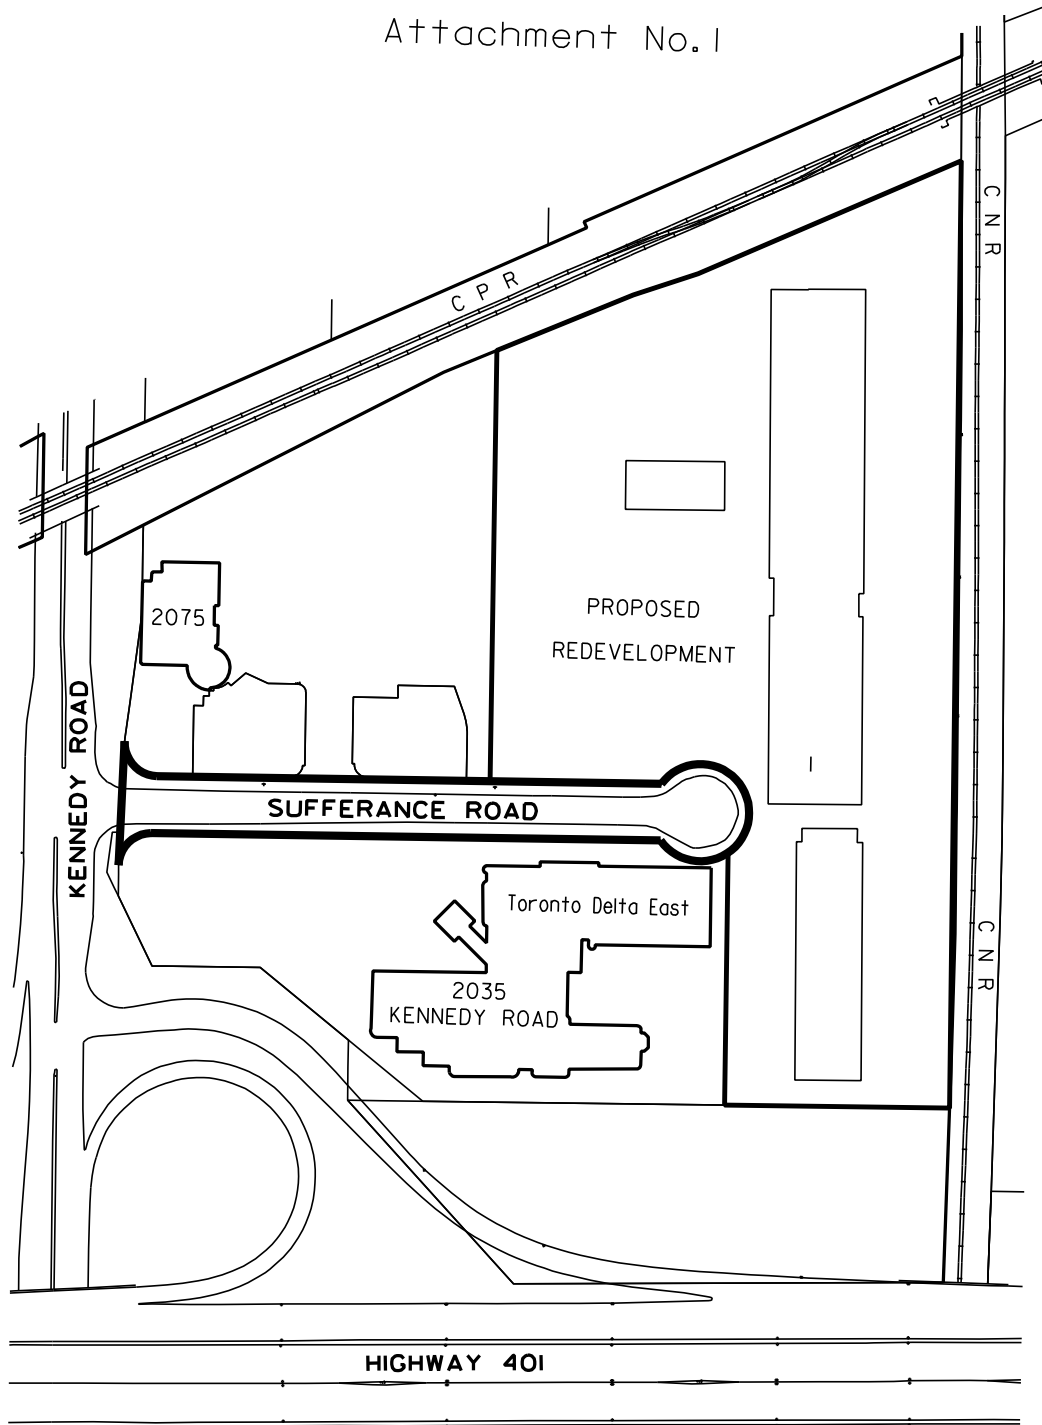 Attachment No. 1
CNR
CPR
PROPOSED
REDEVELOPMENT
2075
KENNEDY ROAD
SUFFERANCE ROAD
Toronto Delta East
2035
KENNEDY ROAD
CNR
HIGHWAY 401